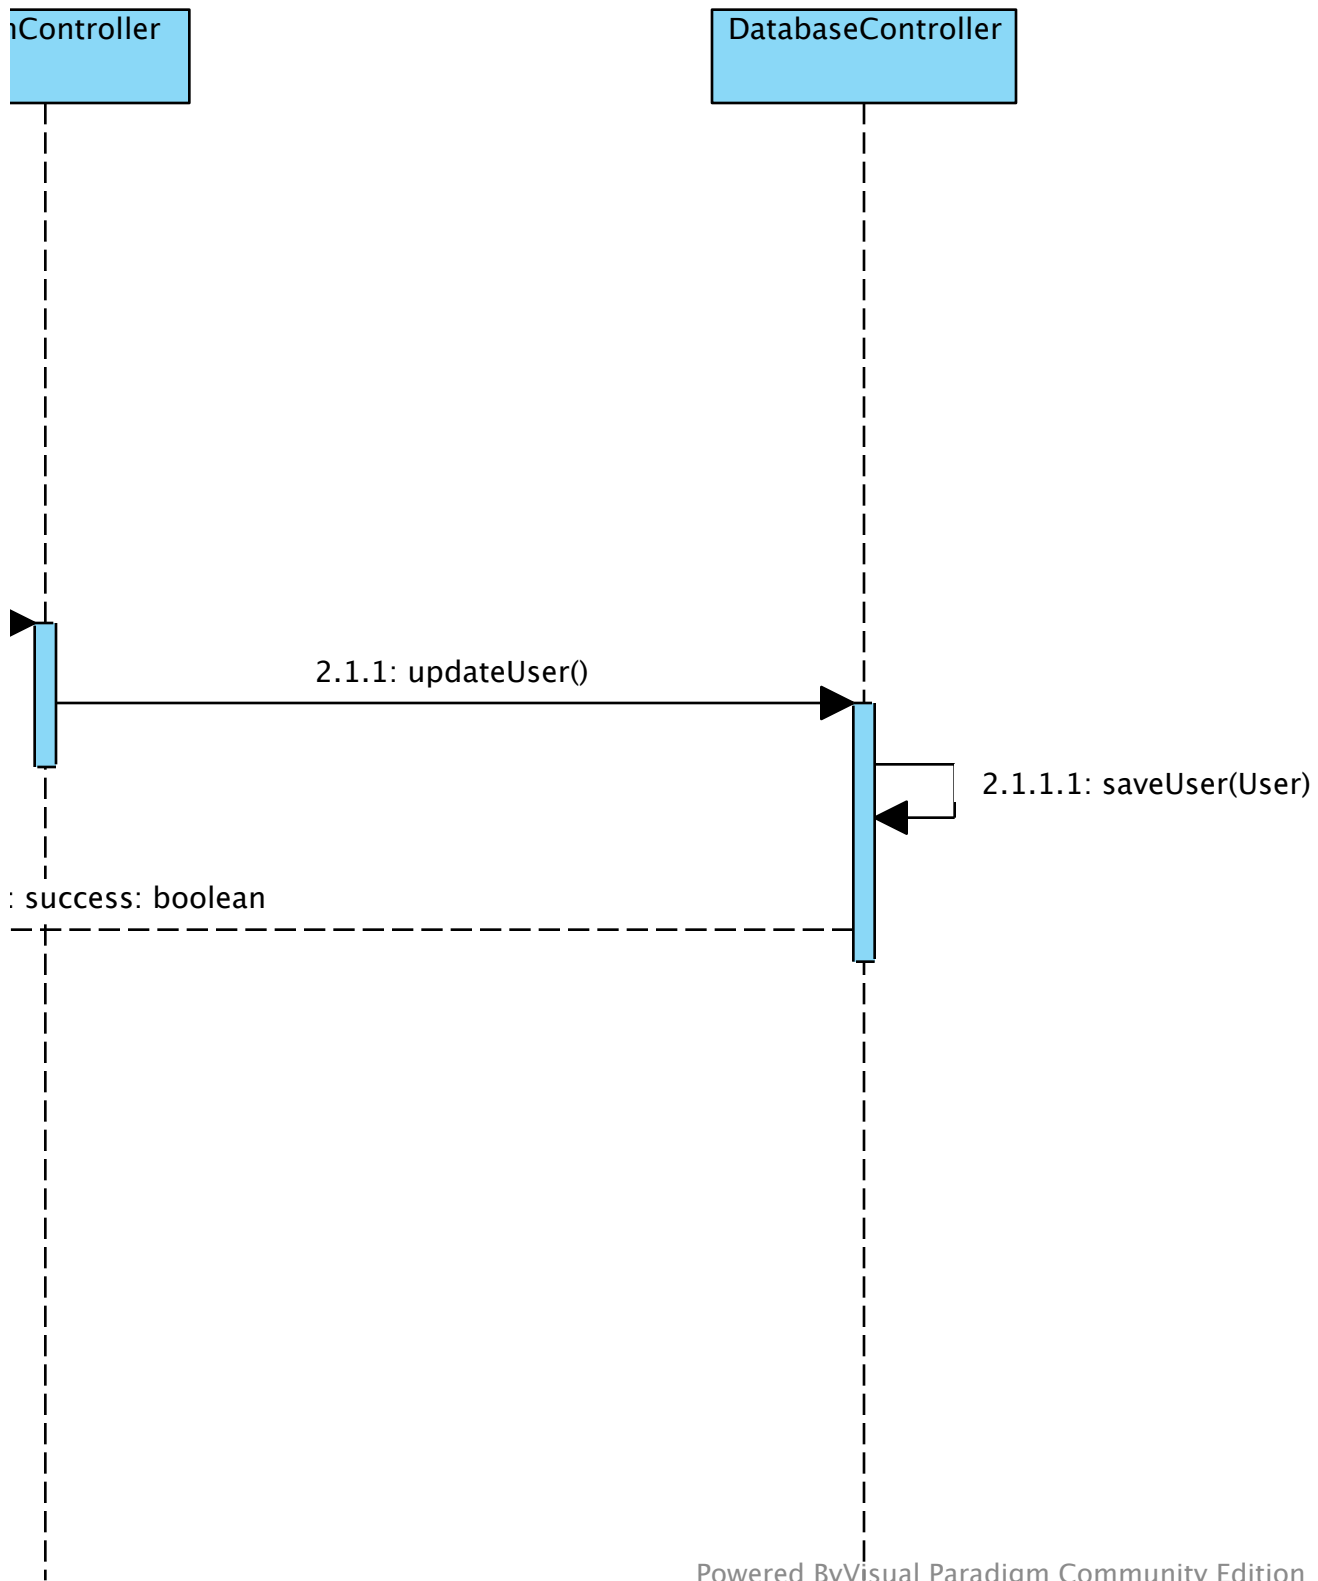 nController
DatabaseController
2.1.1: updateUser()
2.1.1.1: saveUser(User)
: success: boolean
Powered ByVisual Paradigm Community Edition